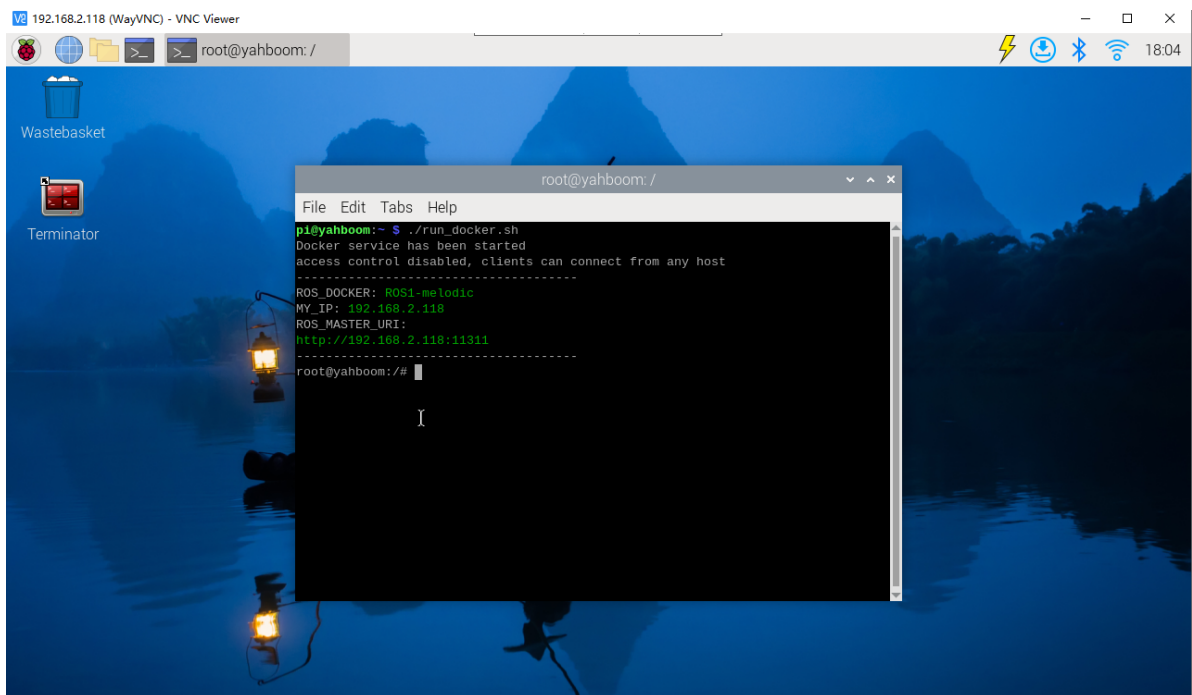 192.168.2.118 (WayVNC) - VNC Viewer
root@yahboom: /
18:04
Wastebasket
Terminator
root@yahboom: /
File Edit Tabs Help
pi@yahboom:~ $ ./run_docker.sh
Docker service has been started
access control disabled, clients can connect from any host
--------------------------------------
ROS_DOCKER: ROS1-melodic
MY_IP: 192.168.2.118
ROS_MASTER_URI:
http://192.168.2.118:11311
--------------------------------------
root@yahboom:/#